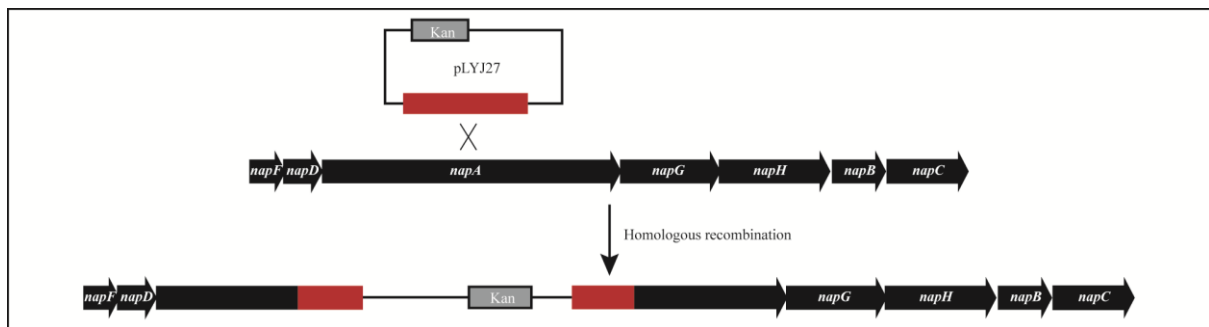 Kan
pLYJ27
napF napD napA napG napH napB napC
Homologous recombination
Kan
napF napD napG napH napB napC